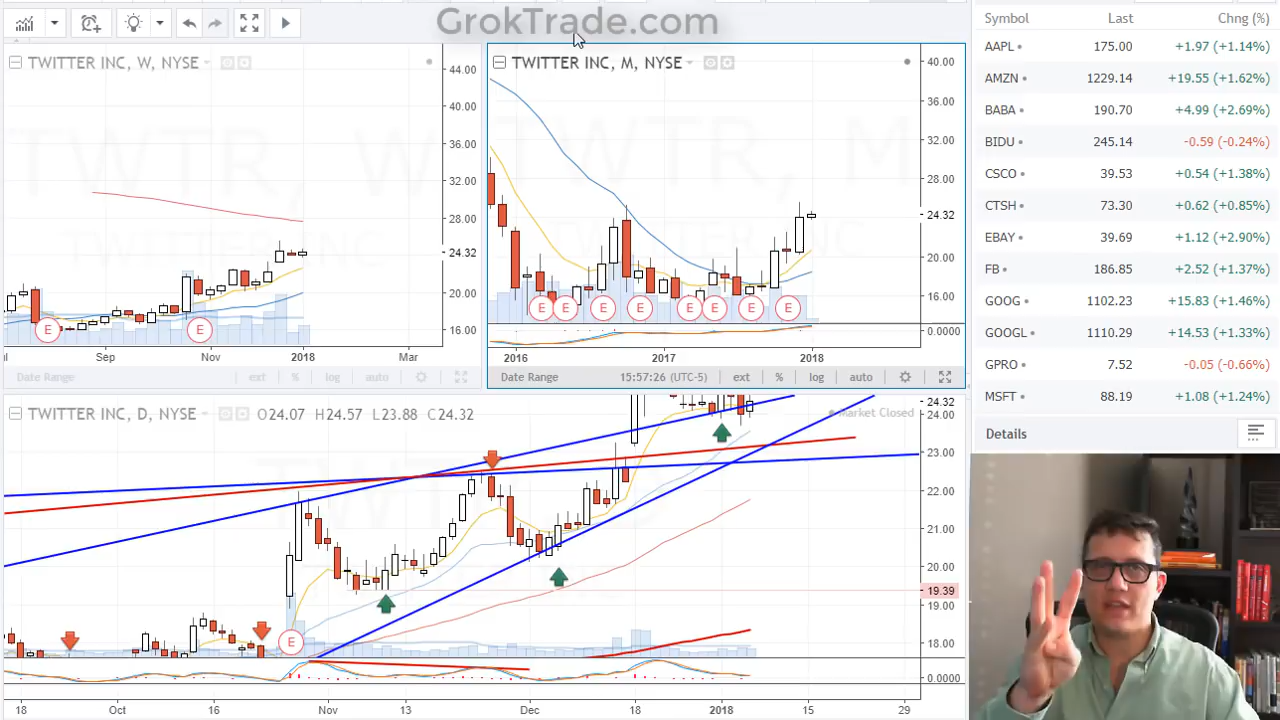 GrokTrade.com
TWITTER INC, W, NYSE
44.00
40.00
36.00
32.00
28.00
24.32
20.00
16.00
E
E
Sep
Nov
2018
Mar
Date Range
ext
%
log
auto
TWITTER INC, M, NYSE
40.00
36.00
32.00
28.00
24.32
20.00
16.00
E
E
E
E
E
E
E
E
0.0000
2016
2017
2018
Date Range
15:57:26 (UTC-5)
ext
%
log
auto
TWITTER INC, D, NYSE
O24.07 H24.57 L23.88 C24.32
Market Closed
24.32
24.00
23.00
22.00
21.00
20.00
19.39
19.00
18.00
E
0.0000
18
Oct
16
Nov
13
Dec
18
2018
15
29
Symbol Last Chng (%)
AAPL 175.00 +1.97 (+1.14%)
AMZN 1229.14 +19.55 (+1.62%)
BABA 190.70 +4.99 (+2.69%)
BIDU 245.14 -0.59 (-0.24%)
CSCO 39.53 +0.54 (+1.38%)
CTSH 73.30 +0.62 (+0.85%)
EBAY 39.69 +1.12 (+2.90%)
FB 186.85 +2.52 (+1.37%)
GOOG 1102.23 +15.83 (+1.46%)
GOOGL 1110.29 +14.53 (+1.33%)
GPRO 7.52 -0.05 (-0.66%)
MSFT 88.19 +1.08 (+1.24%)
Details